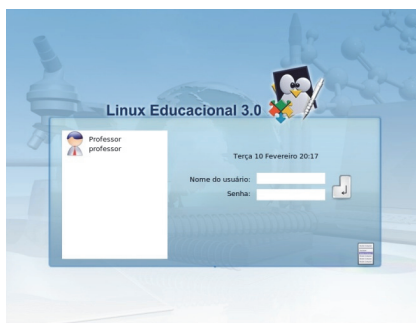 Linux Educacional 3.0
Professor
professor
Terça 10 Fevereiro 20:17
Nome do usuário:
Senha: